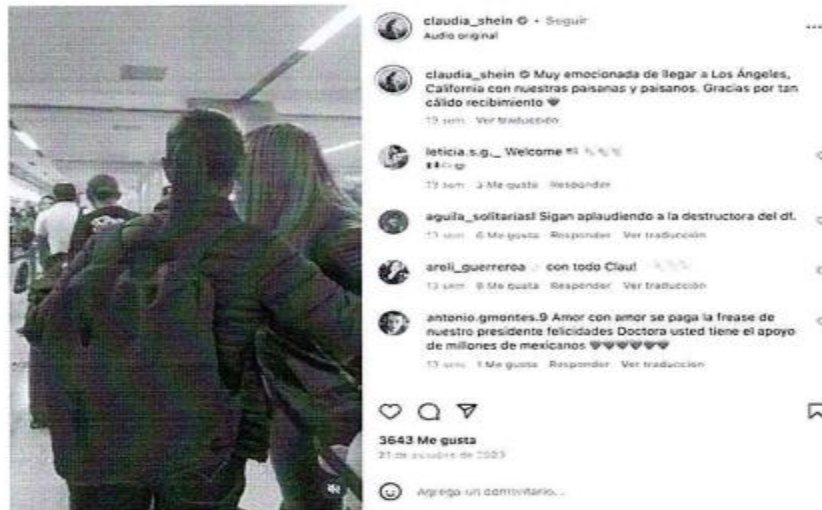 claudia_shein • Seguir
Audio original
claudia_shein Muy emocionada de llegar a Los Ángeles,
California con nuestras paisanas y paisanos. Gracias por tan
cálido recibimiento
Ver traducción
leticia.s.g._ Welcome
3 Me gusta Responder
aguila_solitarias! Sigan aplaudiendo a la destructora del df.
6 Me gusta Responder Ver traducción
areli_guerreroa con todo Clau!
Me gusta Responder Ver traducción
antonio.gmontes.9 Amor con amor se paga la frease de
nuestro presidente felicidades Doctora usted tiene el apoyo
de millones de mexicanos
1 Me gusta Responder Ver traducción
3643 Me gusta
de octubre de 2023
Agrega un comentario...